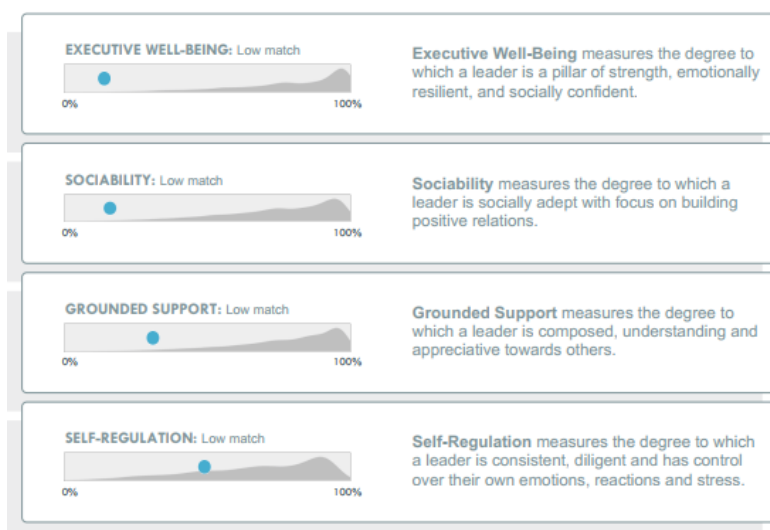 EXECUTIVE WELL-BEING: Low match
0% 100%
Executive Well-Being measures the degree to
which a leader is a pillar of strength, emotionally
resilient, and socially confident.
SOCIABILITY: Low match
0% 100%
Sociability measures the degree to which a
leader is socially adept with focus on building
positive relations.
GROUNDED SUPPORT: Low match
0% 100%
Grounded Support measures the degree to
which a leader is composed, understanding and
appreciative towards others.
SELF-REGULATION: Low match
0% 100%
Self-Regulation measures the degree to which
a leader is consistent, diligent and has control
over their own emotions, reactions and stress.